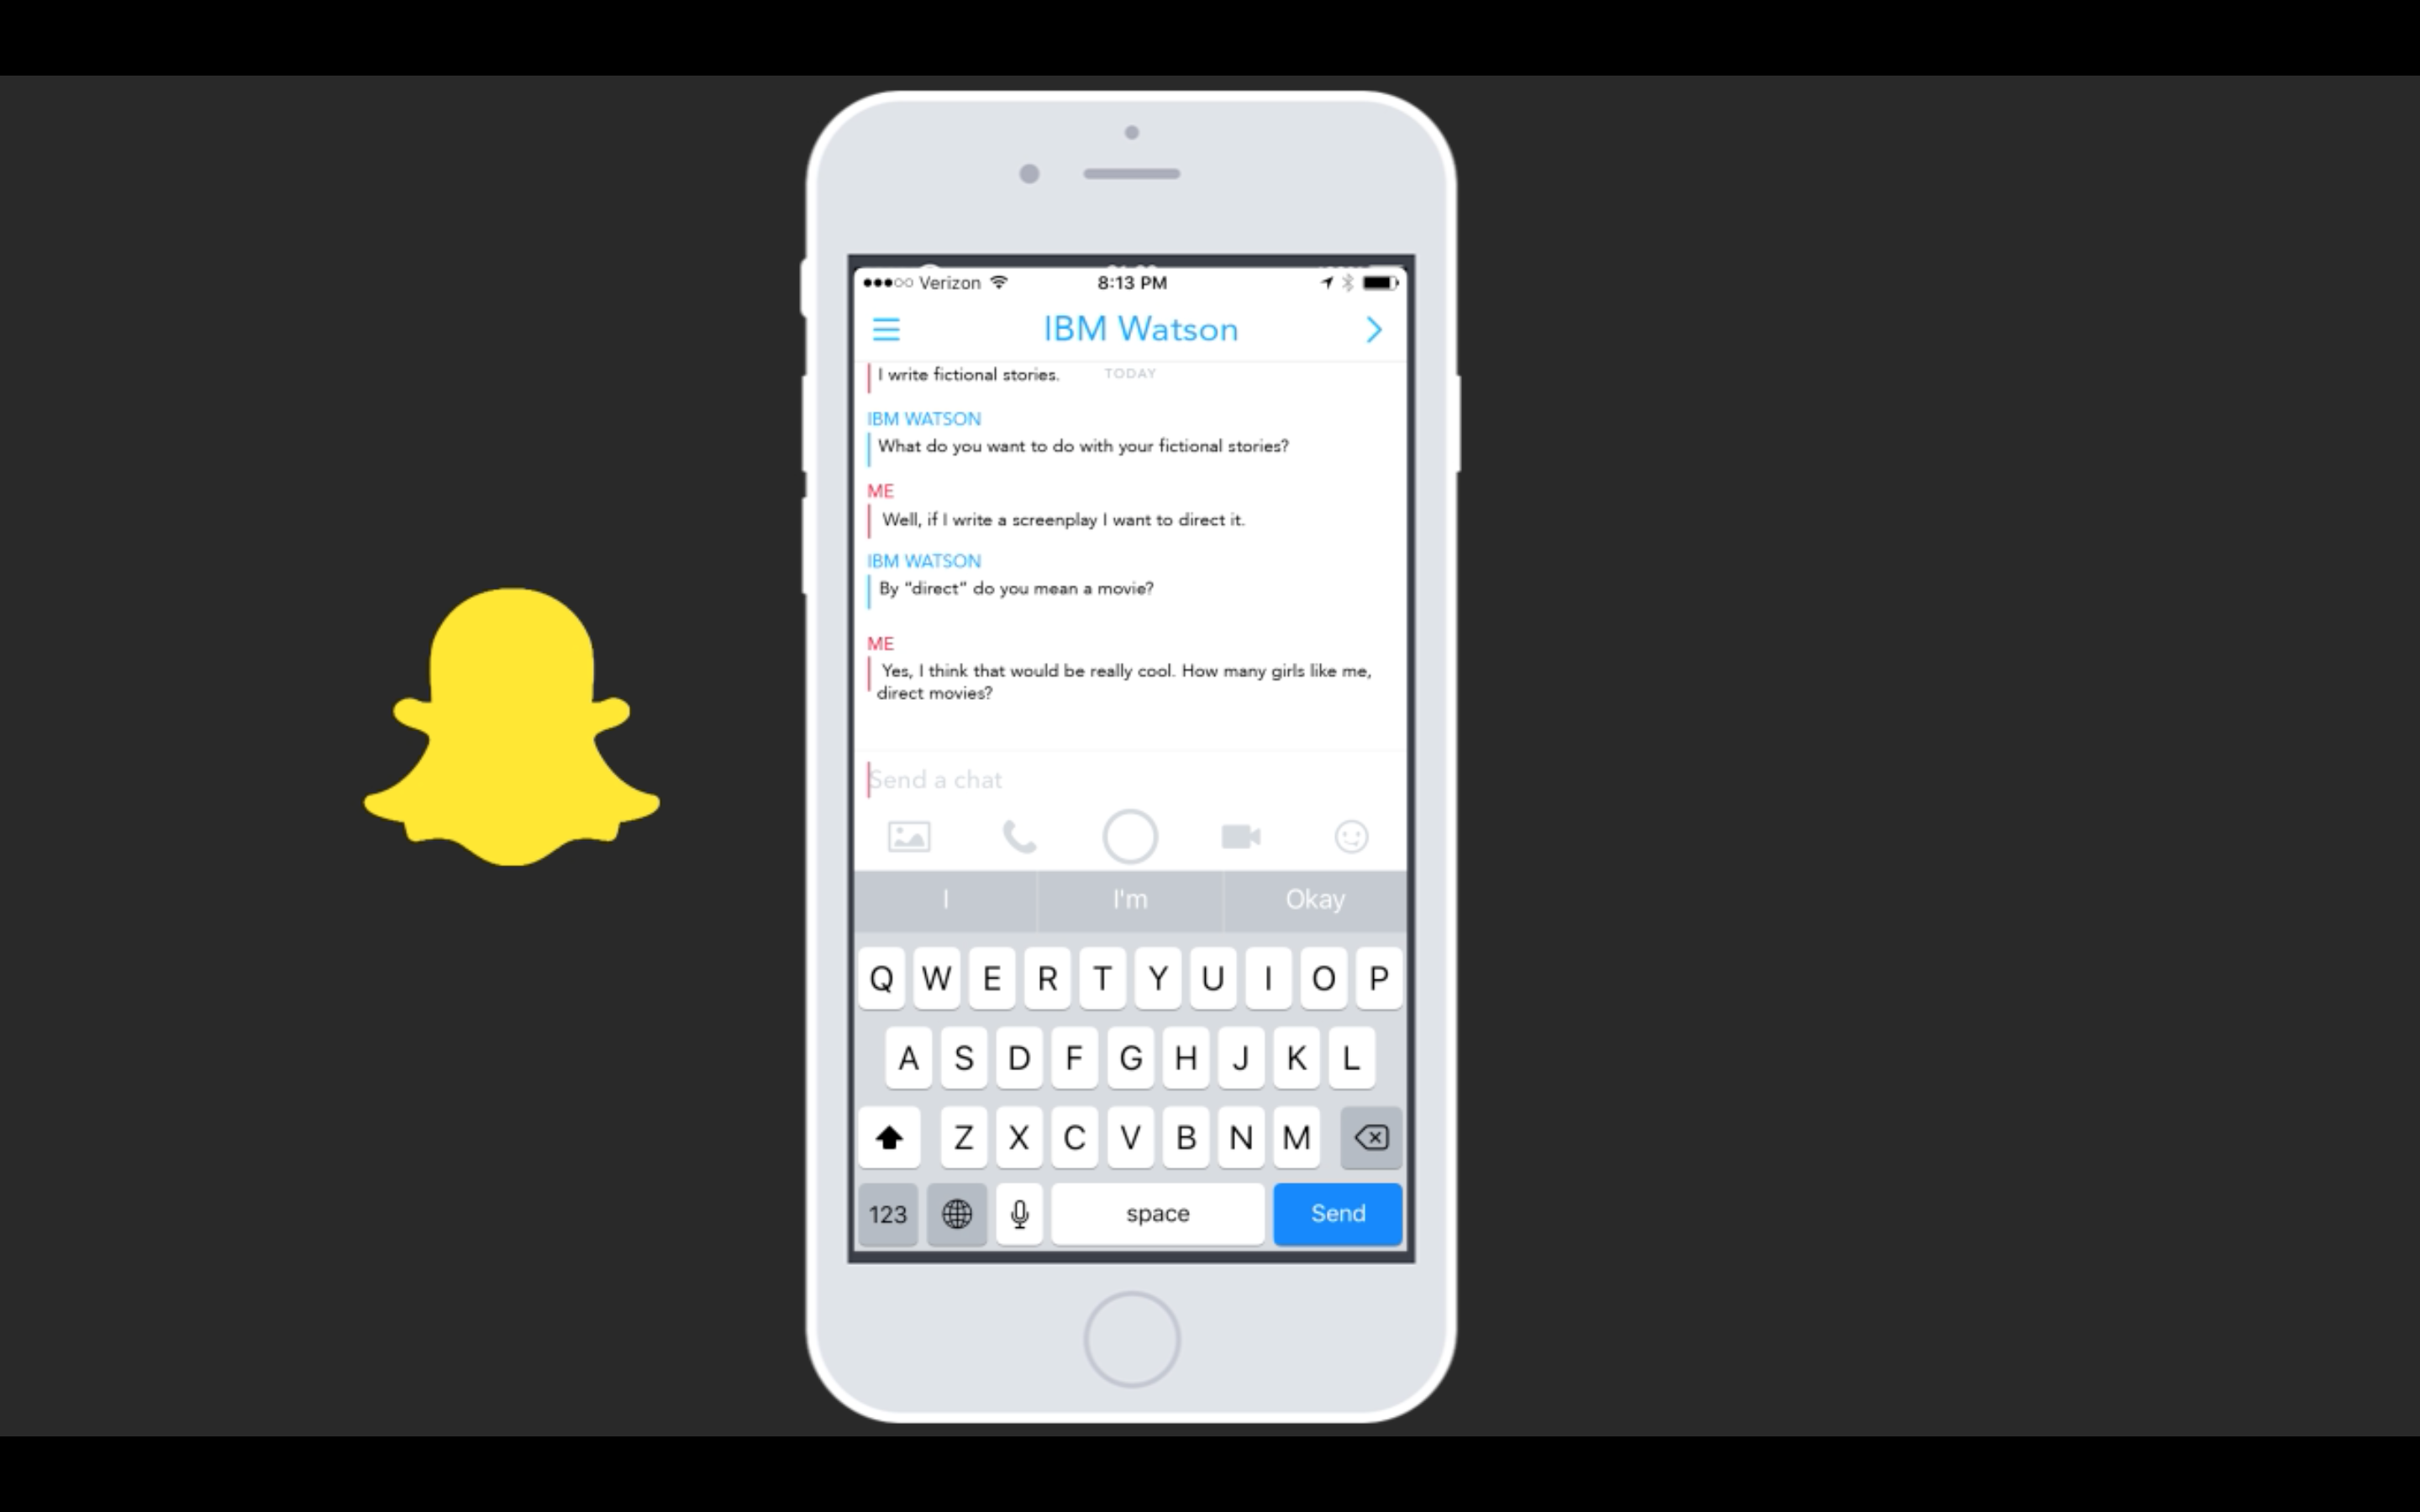 Verizon 8:13 PM
IBM Watson
I write fictional stories. TODAY
IBM WATSON
What do you want to do with your fictional stories?
ME
Well, if I write a screenplay I want to direct it.
IBM WATSON
By "direct" do you mean a movie?
ME
Yes, I think that would be really cool. How many girls like me,
direct movies?
Send a chat
I I'm Okay
Q W E R T Y U I O P
A S D F G H J K L
Z X C V B N M
123 space Send